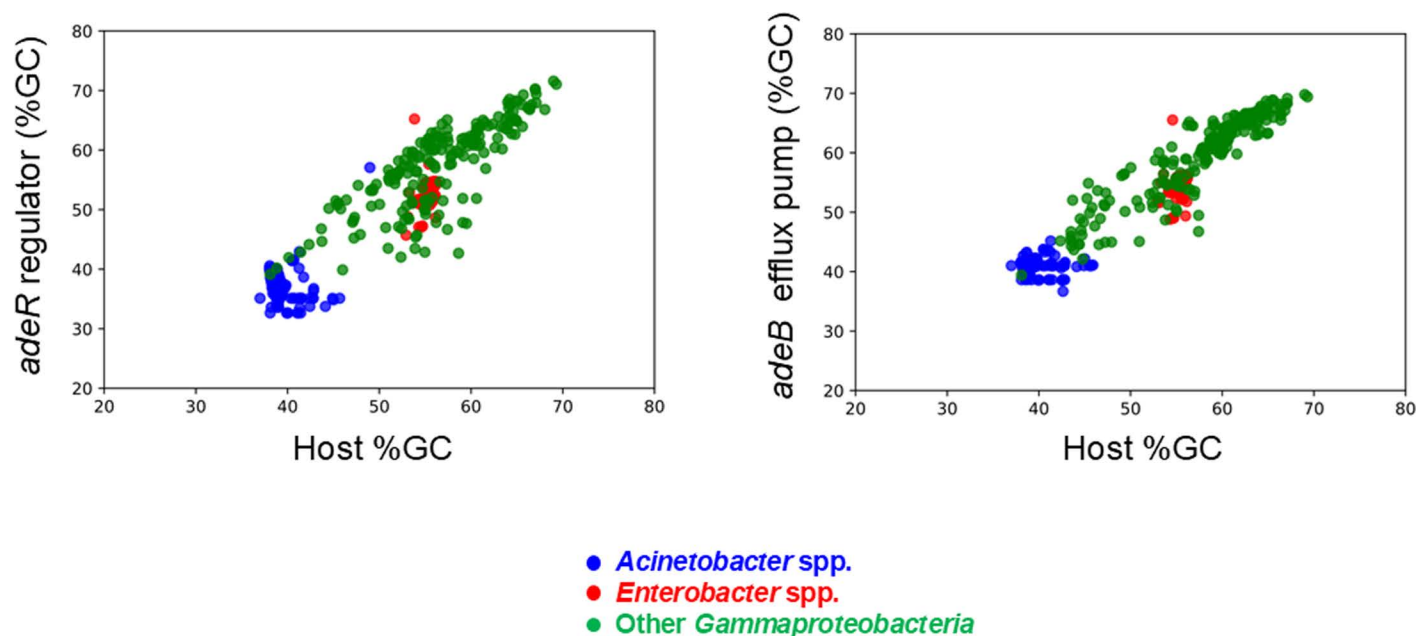 adeR regulator (%GC)
80
70
60
50
40
30
20
20 30 40 50 60 70 80
Host %GC
adeB efflux pump (%GC)
80
70
60
50
40
30
20
20 30 40 50 60 70 80
Host %GC
Acinetobacter spp.
Enterobacter spp.
Other Gammaproteobacteria